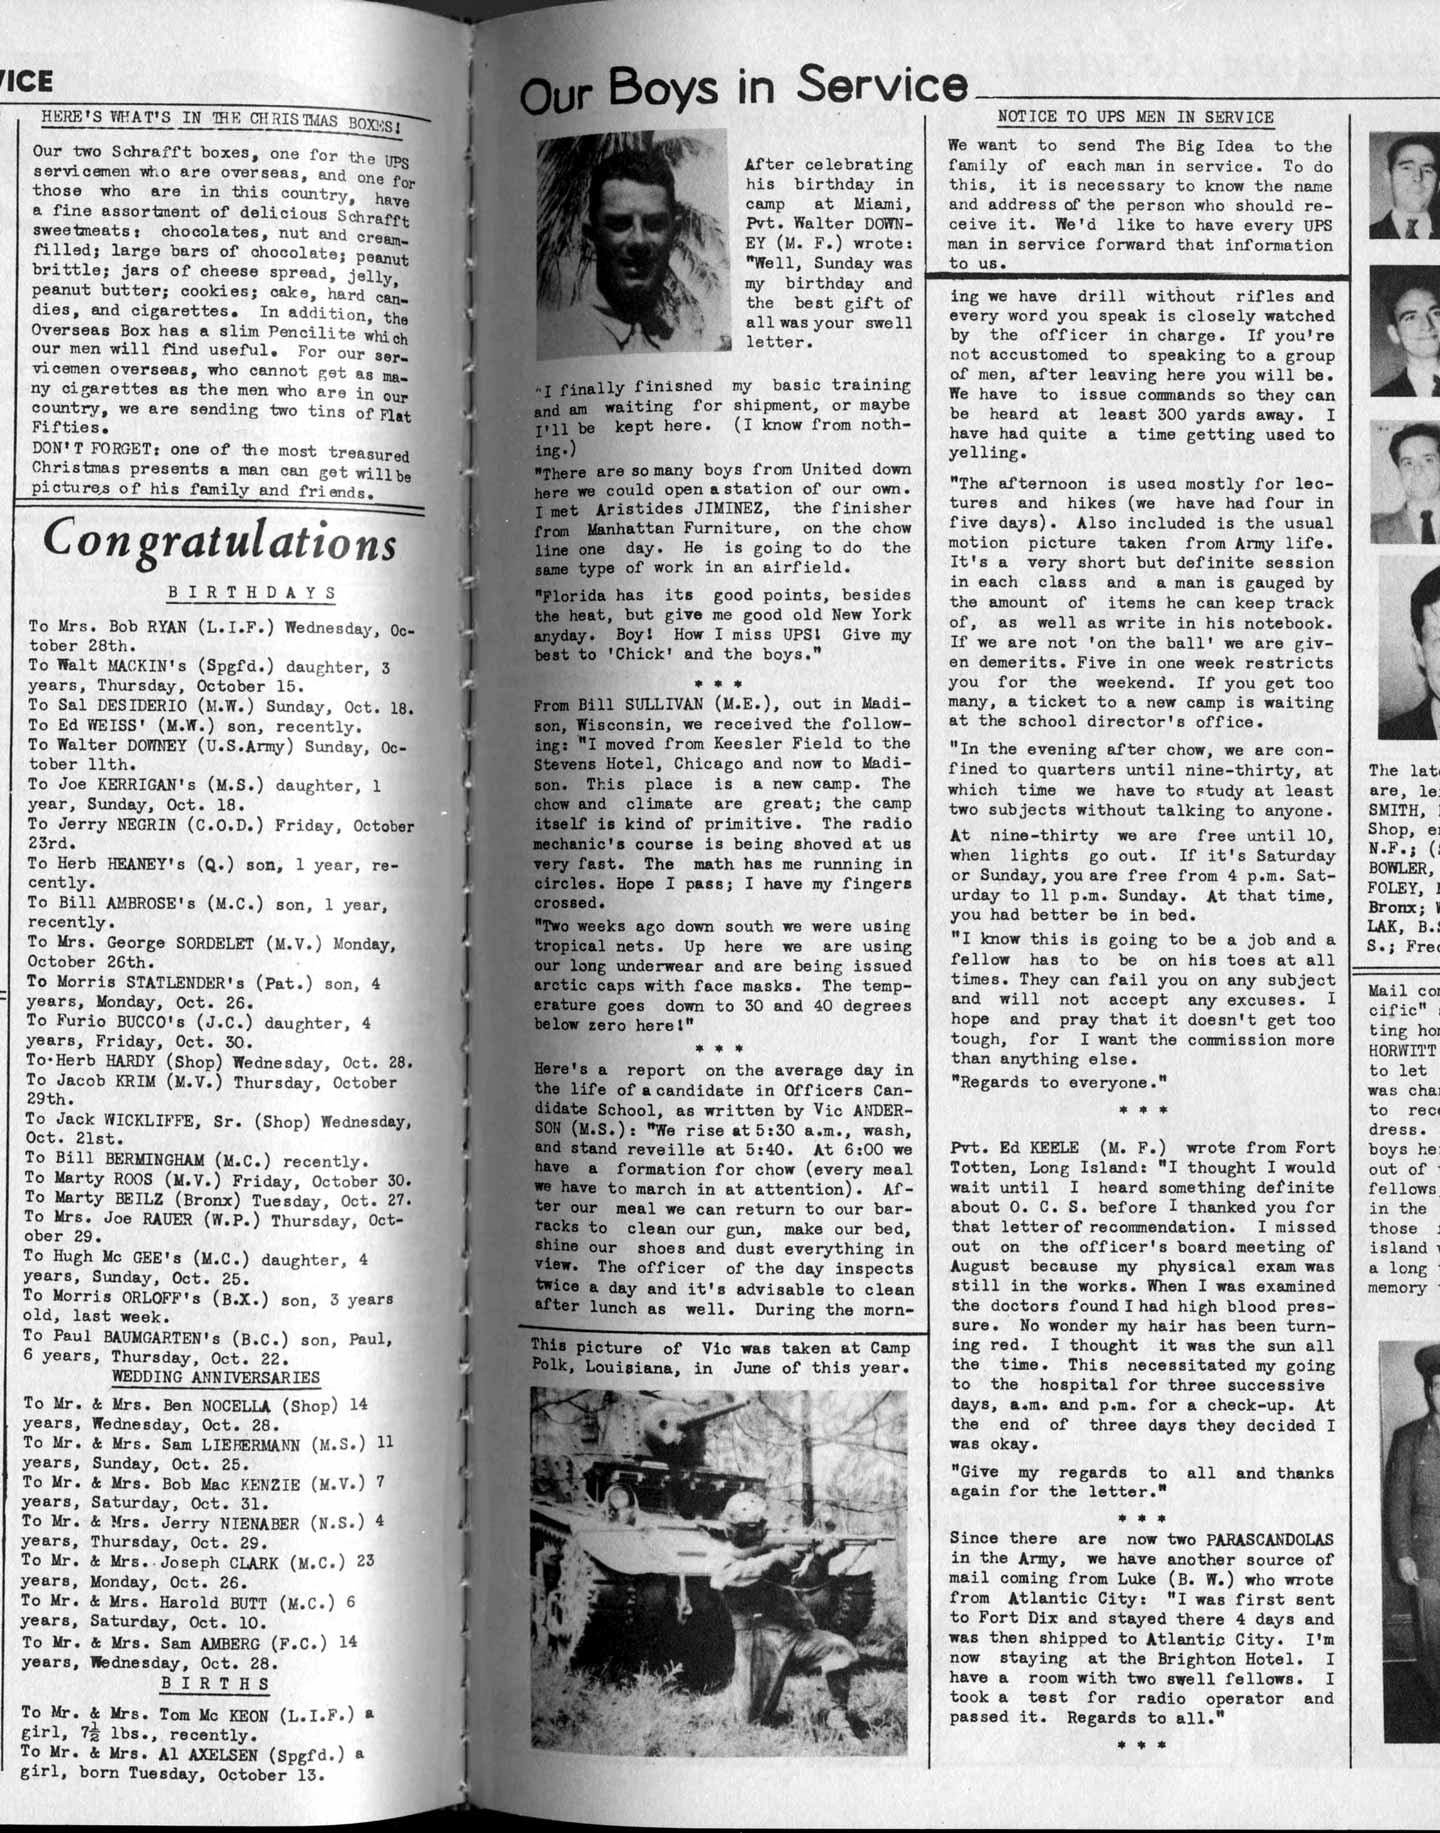 VICE
HERE'S WHAT'S IN THE CHRISTMAS BOXES!
Our two Schrafft boxes, one for the UPS
servicemen who are overseas, and one for
those who are in this country, have
a fine assortment of delicious Schrafft
sweetmeats: chocolates, nut and cream-
filled; large bars of chocolate; peanut
brittle; jars of cheese spread, jelly,
peanut butter; cookies; cake, hard can-
dies, and cigarettes. In addition, the
Overseas Box has a slim Pencilite which
our men will find useful. For our ser-
vicemen overseas, who cannot get as ma-
ny cigarettes as the men who are in our
country, we are sending two tins of Flat
Fifties.
DON'T FORGET: one of the most treasured
Christmas presents a man can get will be
pictures of his family and friends.
Congratulations
BIRTHDAYS
To Mrs. Bob RYAN (L.I.F.) Wednesday, Oc-
tober 28th.
To Walt MACKIN's (Spgfd.) daughter, 3
years, Thursday, October 15.
To Sal DESIDERIO (M.W.) Sunday, Oct. 18.
To Ed WEISS' (M.W.) son, recently.
To Walter DOWNEY (U.S.Army) Sunday, Oc-
tober 11th.
To Joe KERRIGAN's (M.S.) daughter, 1
year, Sunday, Oct. 18.
To Jerry NEGRIN (C.O.D.) Friday, October
23rd.
To Herb HEANEY's (Q.) son, 1 year, re-
cently.
To Bill AMBROSE's (M.C.) son, 1 year,
recently.
To Mrs. George SORDELET (M.V.) Monday,
October 26th.
To Morris STATLENDER's (Pat.) son, 4
years, Monday, Oct. 26.
To Furio BUCCO's (J.C.) daughter, 4
years, Friday, Oct. 30.
To Herb HARDY (Shop) Wednesday, Oct. 28.
To Jacob KRIM (M.V.) Thursday, October
29th.
To Jack WICKLIFFE, Sr. (Shop) Wednesday,
Oct. 21st.
To Bill BERMINGHAM (M.C.) recently.
To Marty ROOS (M.V.) Friday, October 30.
To Marty BEILZ (Bronx) Tuesday, Oct. 27.
To Mrs. Joe RAUER (W.P.) Thursday, Oct-
ober 29.
To Hugh Mc GEE's (M.C.) daughter, 4
years, Sunday, Oct. 25.
To Morris ORLOFF's (B.X.) son, 3 years
old, last week.
To Paul BAUMGARTEN's (B.C.) son, Paul,
6 years, Thursday, Oct. 22.
WEDDING ANNIVERSARIES
To Mr. & Mrs. Ben NOCELLA (Shop) 14
years, Wednesday, Oct. 28.
To Mr. & Mrs. Sam LIEBERMANN (M.S.) 11
years, Sunday, Oct. 25.
To Mr. & Mrs. Bob Mac KENZIE (M.V.) 7
years, Saturday, Oct. 31.
To Mr. & Mrs. Jerry NIENABER (N.S.) 4
years, Thursday, Oct. 29.
To Mr. & Mrs. Joseph CLARK (M.C.) 23
years, Monday, Oct. 26.
To Mr. & Mrs. Harold BUTT (M.C.) 6
years, Saturday, Oct. 10.
To Mr. & Mrs. Sam AMBERG (F.C.) 14
years, Wednesday, Oct. 28.
BIRTHS
To Mr. & Mrs. Tom Mc KEON (L.I.F.) a
girl, 7½ lbs., recently.
To Mr. & Mrs. Al AXELSEN (Spgfd.) a
girl, born Tuesday, October 13.
Our Boys in Service
After celebrating
his birthday in
camp at Miami,
Pvt. Walter DOWN-
EY (M. F.) wrote:
"Well, Sunday was
my birthday and
the best gift of
all was your swell
letter.
"I finally finished my basic training
and am waiting for shipment, or maybe
I'll be kept here. (I know from noth-
ing.)
"There are so many boys from United down
here we could open a station of our own.
I met Aristides JIMINEZ, the finisher
from Manhattan Furniture, on the chow
line one day. He is going to do the
same type of work in an airfield.
"Florida has its good points, besides
the heat, but give me good old New York
anyday. Boy! How I miss UPS! Give my
best to 'Chick' and the boys."
* * *
From Bill SULLIVAN (M.E.), out in Madi-
son, Wisconsin, we received the follow-
ing: "I moved from Keesler Field to the
Stevens Hotel, Chicago and now to Madi-
son. This place is a new camp. The
chow and climate are great; the camp
itself is kind of primitive. The radio
mechanic's course is being shoved at us
very fast. The math has me running in
circles. Hope I pass; I have my fingers
crossed.
"Two weeks ago down south we were using
tropical nets. Up here we are using
our long underwear and are being issued
arctic caps with face masks. The temp-
erature goes down to 30 and 40 degrees
below zero here!"
* * *
Here's a report on the average day in
the life of a candidate in Officers Can-
didate School, as written by Vic ANDER-
SON (M.S.): "We rise at 5:30 a.m., wash,
and stand reveille at 5:40. At 6:00 we
have a formation for chow (every meal
we have to march in at attention). Af-
ter our meal we can return to our bar-
racks to clean our gun, make our bed,
shine our shoes and dust everything in
view. The officer of the day inspects
twice a day and it's advisable to clean
after lunch as well. During the morn-
This picture of Vic was taken at Camp
Polk, Louisiana, in June of this year.
NOTICE TO UPS MEN IN SERVICE
We want to send The Big Idea to the
family of each man in service. To do
this, it is necessary to know the name
and address of the person who should re-
ceive it. We'd like to have every UPS
man in service forward that information
to us.
ing we have drill without rifles and
every word you speak is closely watched
by the officer in charge. If you're
not accustomed to speaking to a group
of men, after leaving here you will be.
We have to issue commands so they can
be heard at least 300 yards away. I
have had quite a time getting used to
yelling.
"The afternoon is used mostly for lec-
tures and hikes (we have had four in
five days). Also included is the usual
motion picture taken from Army life.
It's a very short but definite session
in each class and a man is gauged by
the amount of items he can keep track
of, as well as write in his notebook.
If we are not 'on the ball' we are giv-
en demerits. Five in one week restricts
you for the weekend. If you get too
many, a ticket to a new camp is waiting
at the school director's office.
"In the evening after chow, we are con-
fined to quarters until nine-thirty, at
which time we have to study at least
two subjects without talking to anyone.
At nine-thirty we are free until 10,
when lights go out. If it's Saturday
or Sunday, you are free from 4 p.m. Sat-
urday to 11 p.m. Sunday. At that time,
you had better be in bed.
"I know this is going to be a job and a
fellow has to be on his toes at all
times. They can fail you on any subject
and will not accept any excuses. I
hope and pray that it doesn't get too
tough, for I want the commission more
than anything else.
"Regards to everyone."
* * *
Pvt. Ed KEELE (M. F.) wrote from Fort
Totten, Long Island: "I thought I would
wait until I heard something definite
about O. C. S. before I thanked you for
that letter of recommendation. I missed
out on the officer's board meeting of
August because my physical exam was
still in the works. When I was examined
the doctors found I had high blood pres-
sure. No wonder my hair has been turn-
ing red. I thought it was the sun all
the time. This necessitated my going
to the hospital for three successive
days, a.m. and p.m. for a check-up. At
the end of three days they decided I
was okay.
"Give my regards to all and thanks
again for the letter."
* * *
Since there are now two PARASCANDOLAS
in the Army, we have another source of
mail coming from Luke (B. W.) who wrote
from Atlantic City: "I was first sent
to Fort Dix and stayed there 4 days and
was then shipped to Atlantic City. I'm
now staying at the Brighton Hotel. I
have a room with two swell fellows. I
took a test for radio operator and
passed it. Regards to all."
* * *
The lat
are, le
SMITH,
Shop, e
N.F.; (
BOWLER,
FOLEY,
Bronx;
LAK, B.S
S.; Fre
Mail co
cific"
ting ho
HORWITT
to let
was cha
to rec
dress.
boys he
out of
fellows
in the
those
island
a long
memory